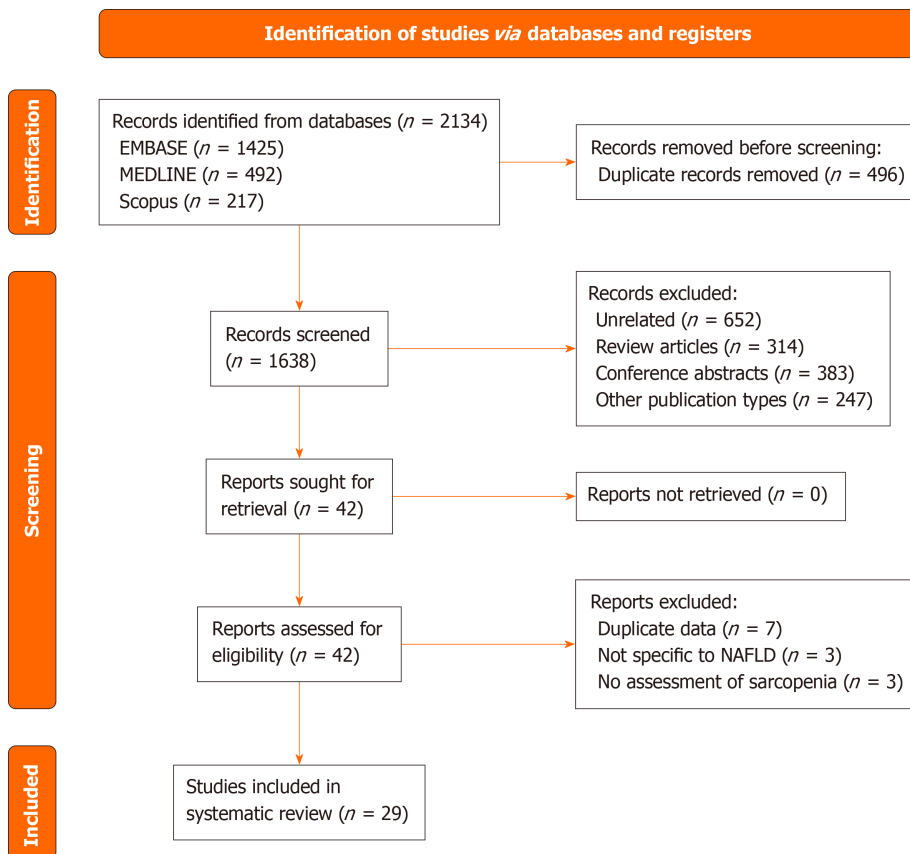 Identification of studies via databases and registers
Identification
Records identified from databases (n = 2134)
EMBASE (n = 1425)
MEDLINE (n = 492)
Scopus (n = 217)
Records removed before screening:
Duplicate records removed (n = 496)
Screening
Records screened
(n = 1638)
Records excluded:
Unrelated (n = 652)
Review articles (n = 314)
Conference abstracts (n = 383)
Other publication types (n = 247)
Reports sought for
retrieval (n = 42)
Reports not retrieved (n = 0)
Reports assessed for
eligibility (n = 42)
Reports excluded:
Duplicate data (n = 7)
Not specific to NAFLD (n = 3)
No assessment of sarcopenia (n = 3)
Included
Studies included in
systematic review (n = 29)